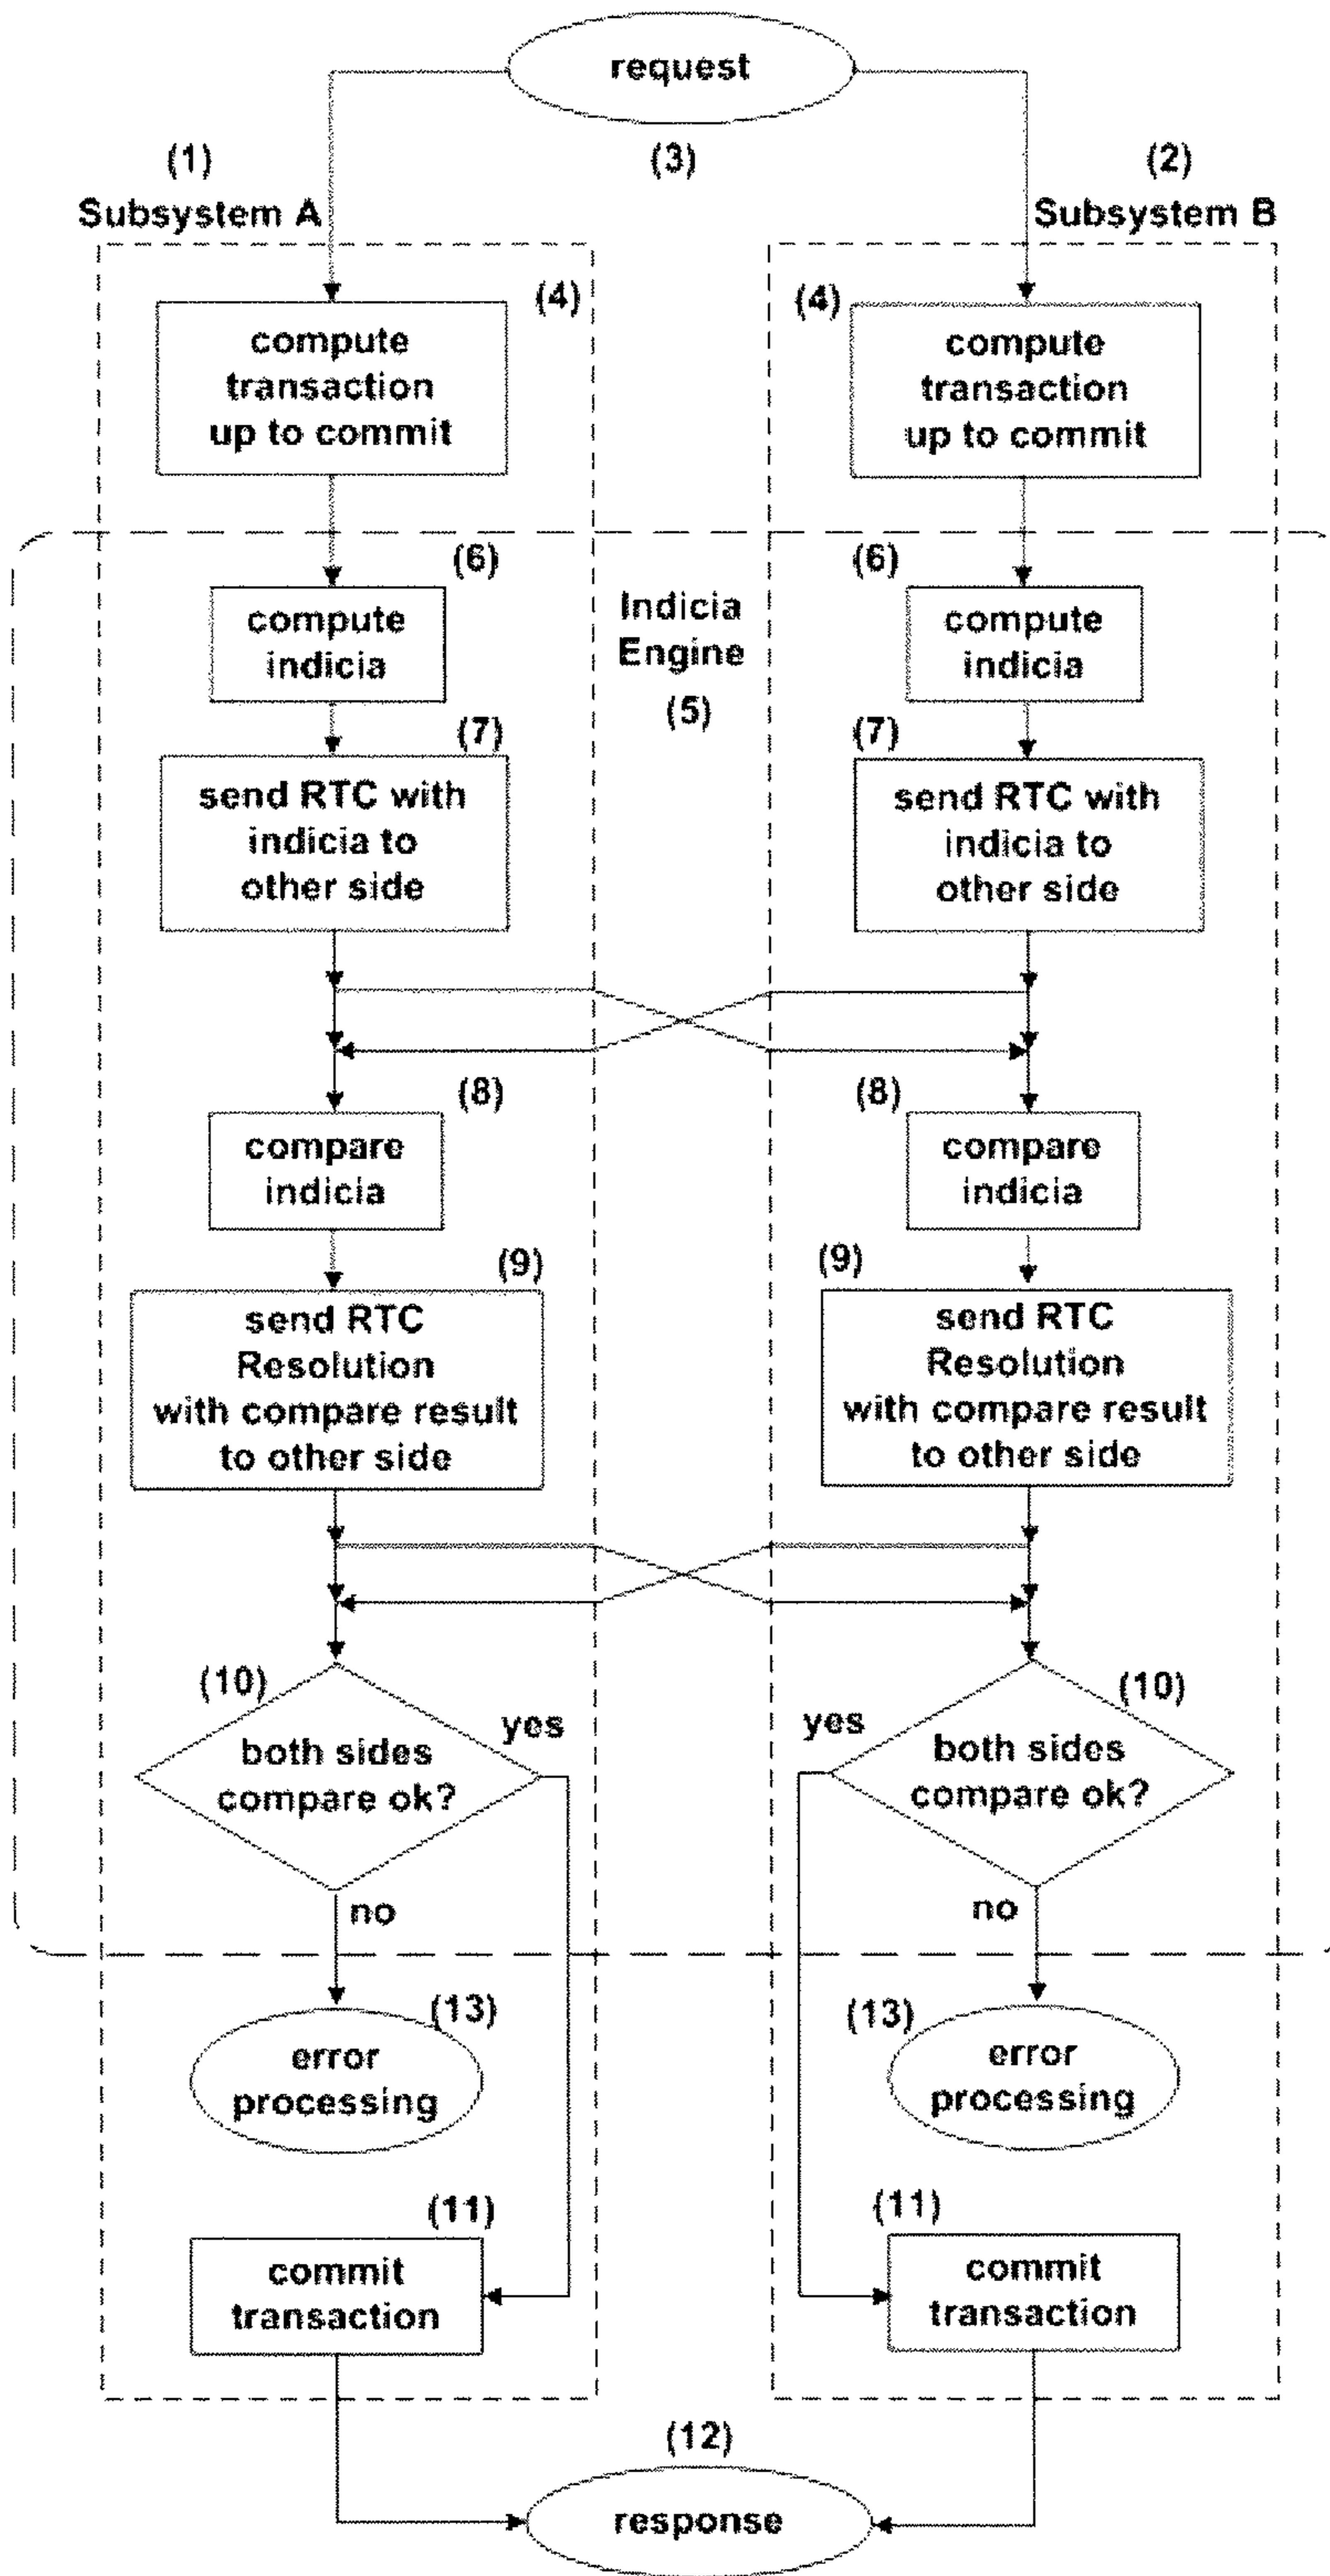 request
(1)
(3)
(2)
Subsystem A
Subsystem B
(4)
(4)
compute
transaction
up to commit
compute
transaction
up to commit
(6)
(6)
compute
indicia
Indicia
Engine
(5)
compute
indicia
(7)
(7)
send RTC with
indicia to
other side
send RTC with
indicia to
other side
(8)
(8)
compare
indicia
compare
indicia
(9)
(9)
send RTC
Resolution
with compare result
to other side
send RTC
Resolution
with compare result
to other side
(10)
(10)
yes
yes
both sides
compare ok?
both sides
compare ok?
no
no
(13)
(13)
error
processing
error
processing
(11)
(11)
commit
transaction
commit
transaction
(12)
response